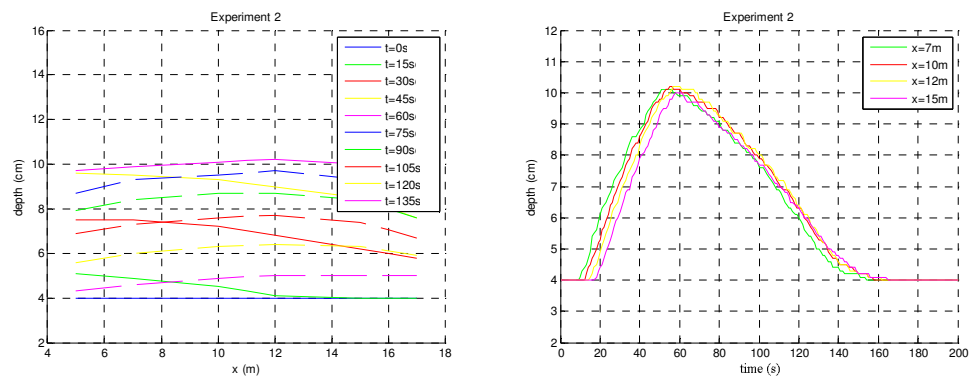 Experiment 2
16
14
12
10
8
6
4
2
depth (cm)
4
6
8
10
12
14
16
18
x (m)
t=0s
t=15s
t=30s
t=45s
t=60s
t=75s
t=90s
t=105s
t=120s
t=135s
Experiment 2
12
11
10
9
8
7
6
5
4
3
2
depth (cm)
0
20
40
60
80
100
120
140
160
180
200
time (s)
x=7m
x=10m
x=12m
x=15m